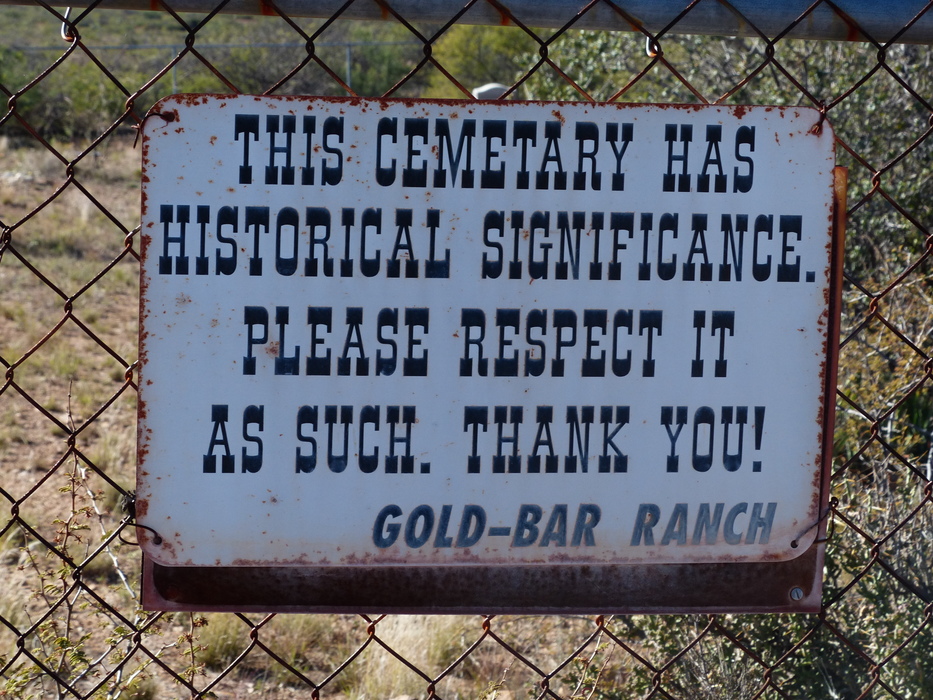 THIS CEMETARY HAS
HISTORICAL SIGNIFICANCE.
PLEASE RESPECT IT
AS SUCH. THANK YOU!
GOLD-BAR RANCH